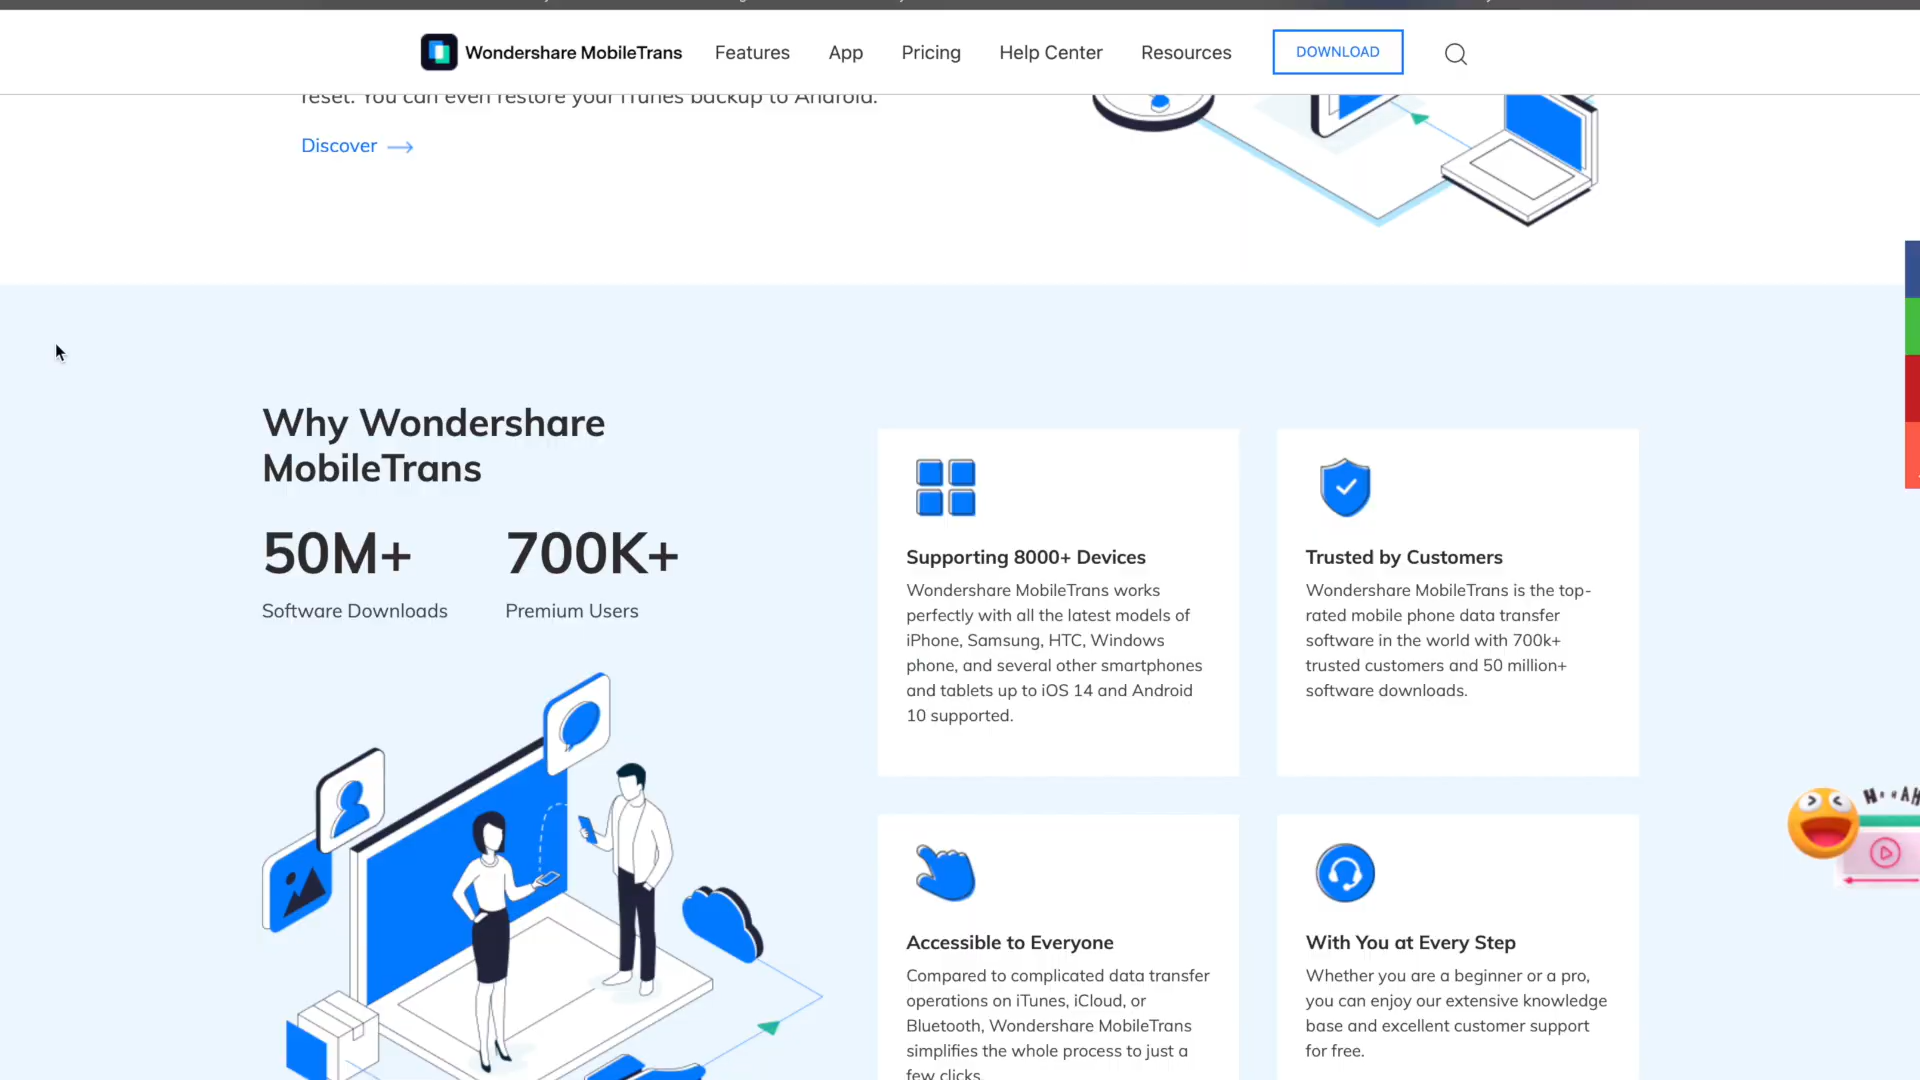 Wondershare MobileTrans
Features
App
Pricing
Help Center
Resources
DOWNLOAD
reset. You can even restore your iTunes backup to Android.
Discover
Why Wondershare
MobileTrans
50M+
700K+
Software Downloads
Premium Users
Supporting 8000+ Devices
Wondershare MobileTrans works
perfectly with all the latest models of
iPhone, Samsung, HTC, Windows
phone, and several other smartphones
and tablets up to iOS 14 and Android
10 supported.
Trusted by Customers
Wondershare MobileTrans is the top-
rated mobile phone data transfer
software in the world with 700k+
trusted customers and 50 million+
software downloads.
Accessible to Everyone
Compared to complicated data transfer
operations on iTunes, iCloud, or
Bluetooth, Wondershare MobileTrans
simplifies the whole process to just a
few clicks.
With You at Every Step
Whether you are a beginner or a pro,
you can enjoy our extensive knowledge
base and excellent customer support
for free.